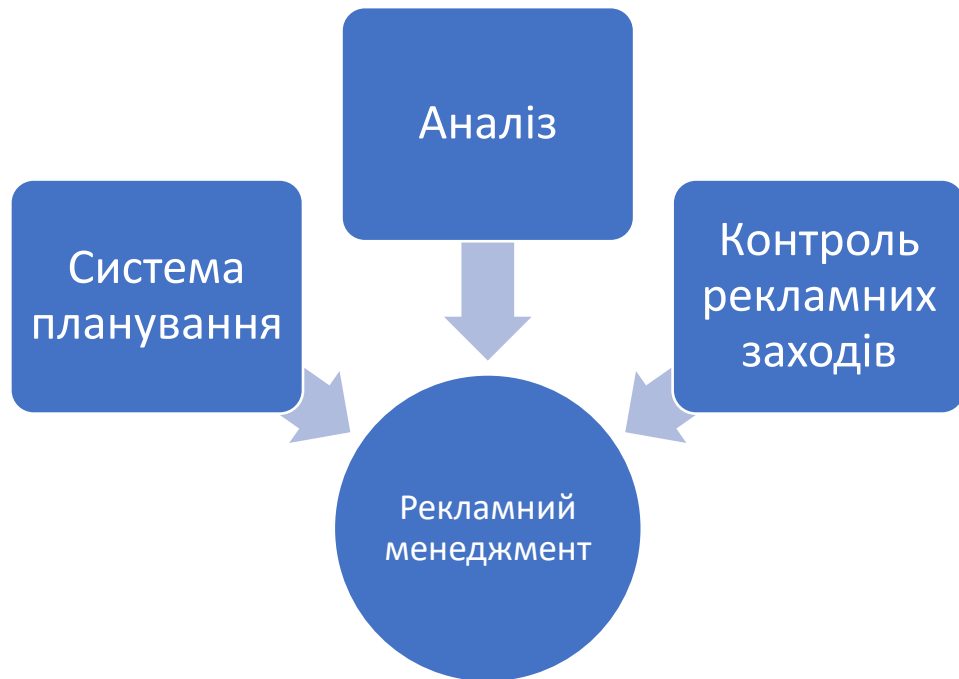 Аналіз
Система
планування
Контроль
рекламних
заходів
Рекламний
менеджмент